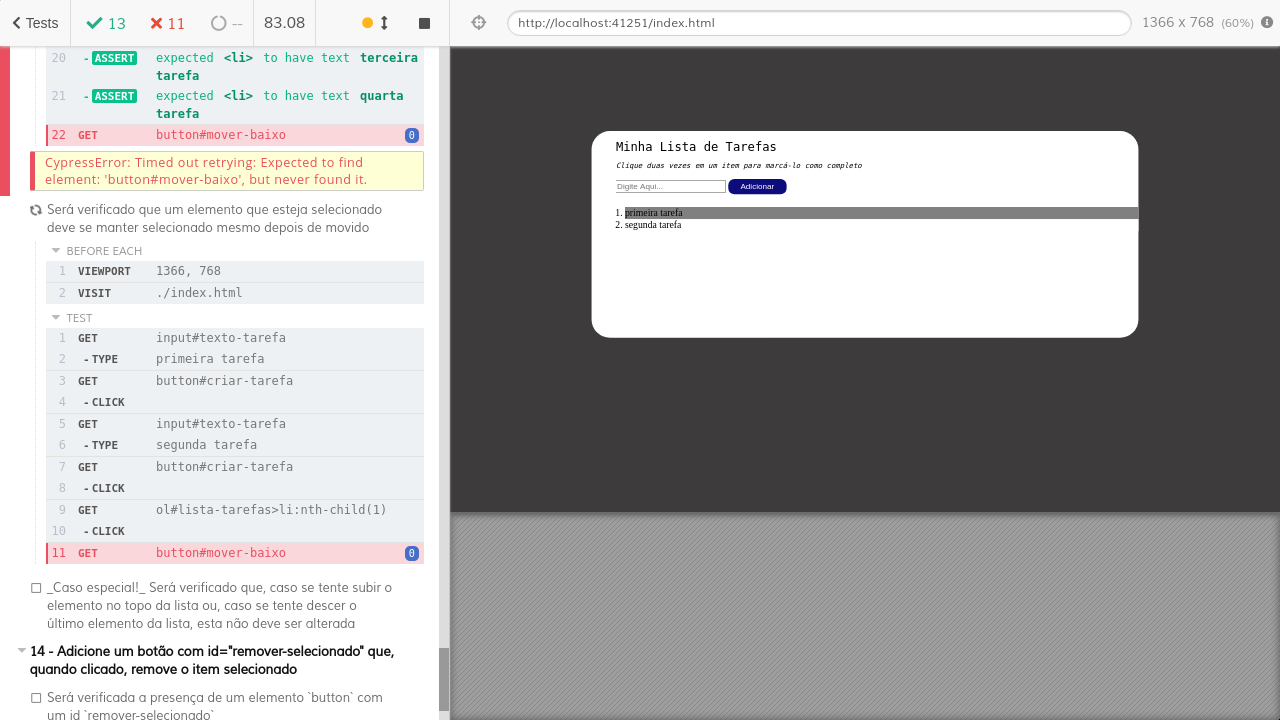 Tests 13 11 -- 83.08
20 - ASSERT expected <li> to have text terceira
tarefa
21 - ASSERT expected <li> to have text quarta
tarefa
22 GET button#mover-baixo 0
CypressError: Timed out retrying: Expected to find
element: 'button#mover-baixo', but never found it.
Será verificado que um elemento que esteja selecionado
deve se manter selecionado mesmo depois de movido
BEFORE EACH
1 VIEWPORT 1366, 768
2 VISIT ./index.html
TEST
1 GET input#texto-tarefa
2 - TYPE primeira tarefa
3 GET button#criar-tarefa
4 - CLICK
5 GET input#texto-tarefa
6 - TYPE segunda tarefa
7 GET button#criar-tarefa
8 - CLICK
9 GET ol#lista-tarefas>li:nth-child(1)
10 - CLICK
11 GET button#mover-baixo 0
_Caso especial!_ Será verificado que, caso se tente subir o
elemento no topo da lista ou, caso se tente descer o
último elemento da lista, esta não deve ser alterada
14 - Adicione um botão com id="remover-selecionado" que,
quando clicado, remove o item selecionado
Será verificada a presença de um elemento `button` com
um id `remover-selecionado`
http://localhost:41251/index.html 1366 x 768 (60%)
Minha Lista de Tarefas
Clique duas vezes em um item para marcá-lo como completo
Digite Aqui... Adicionar
1. primeira tarefa
2. segunda tarefa